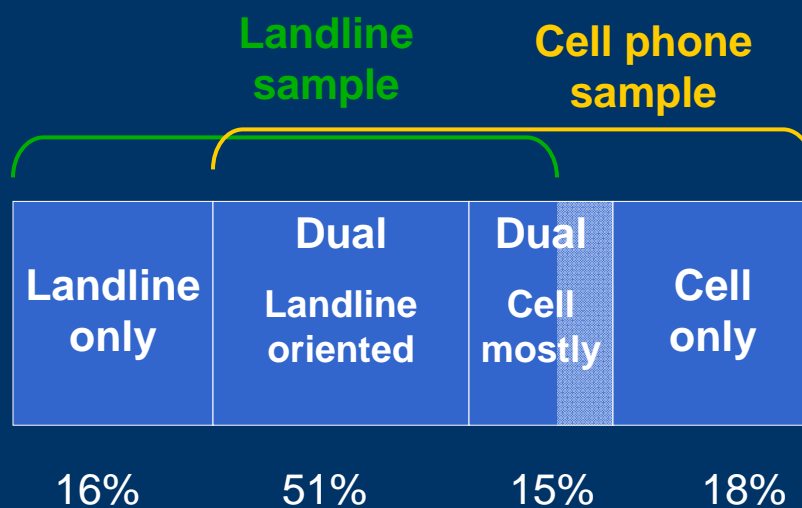 Landline
sample
Cell phone
sample
Landline
only
Dual
Landline
oriented
Dual
Cell
mostly
Cell
only
16%
51%
15%
18%